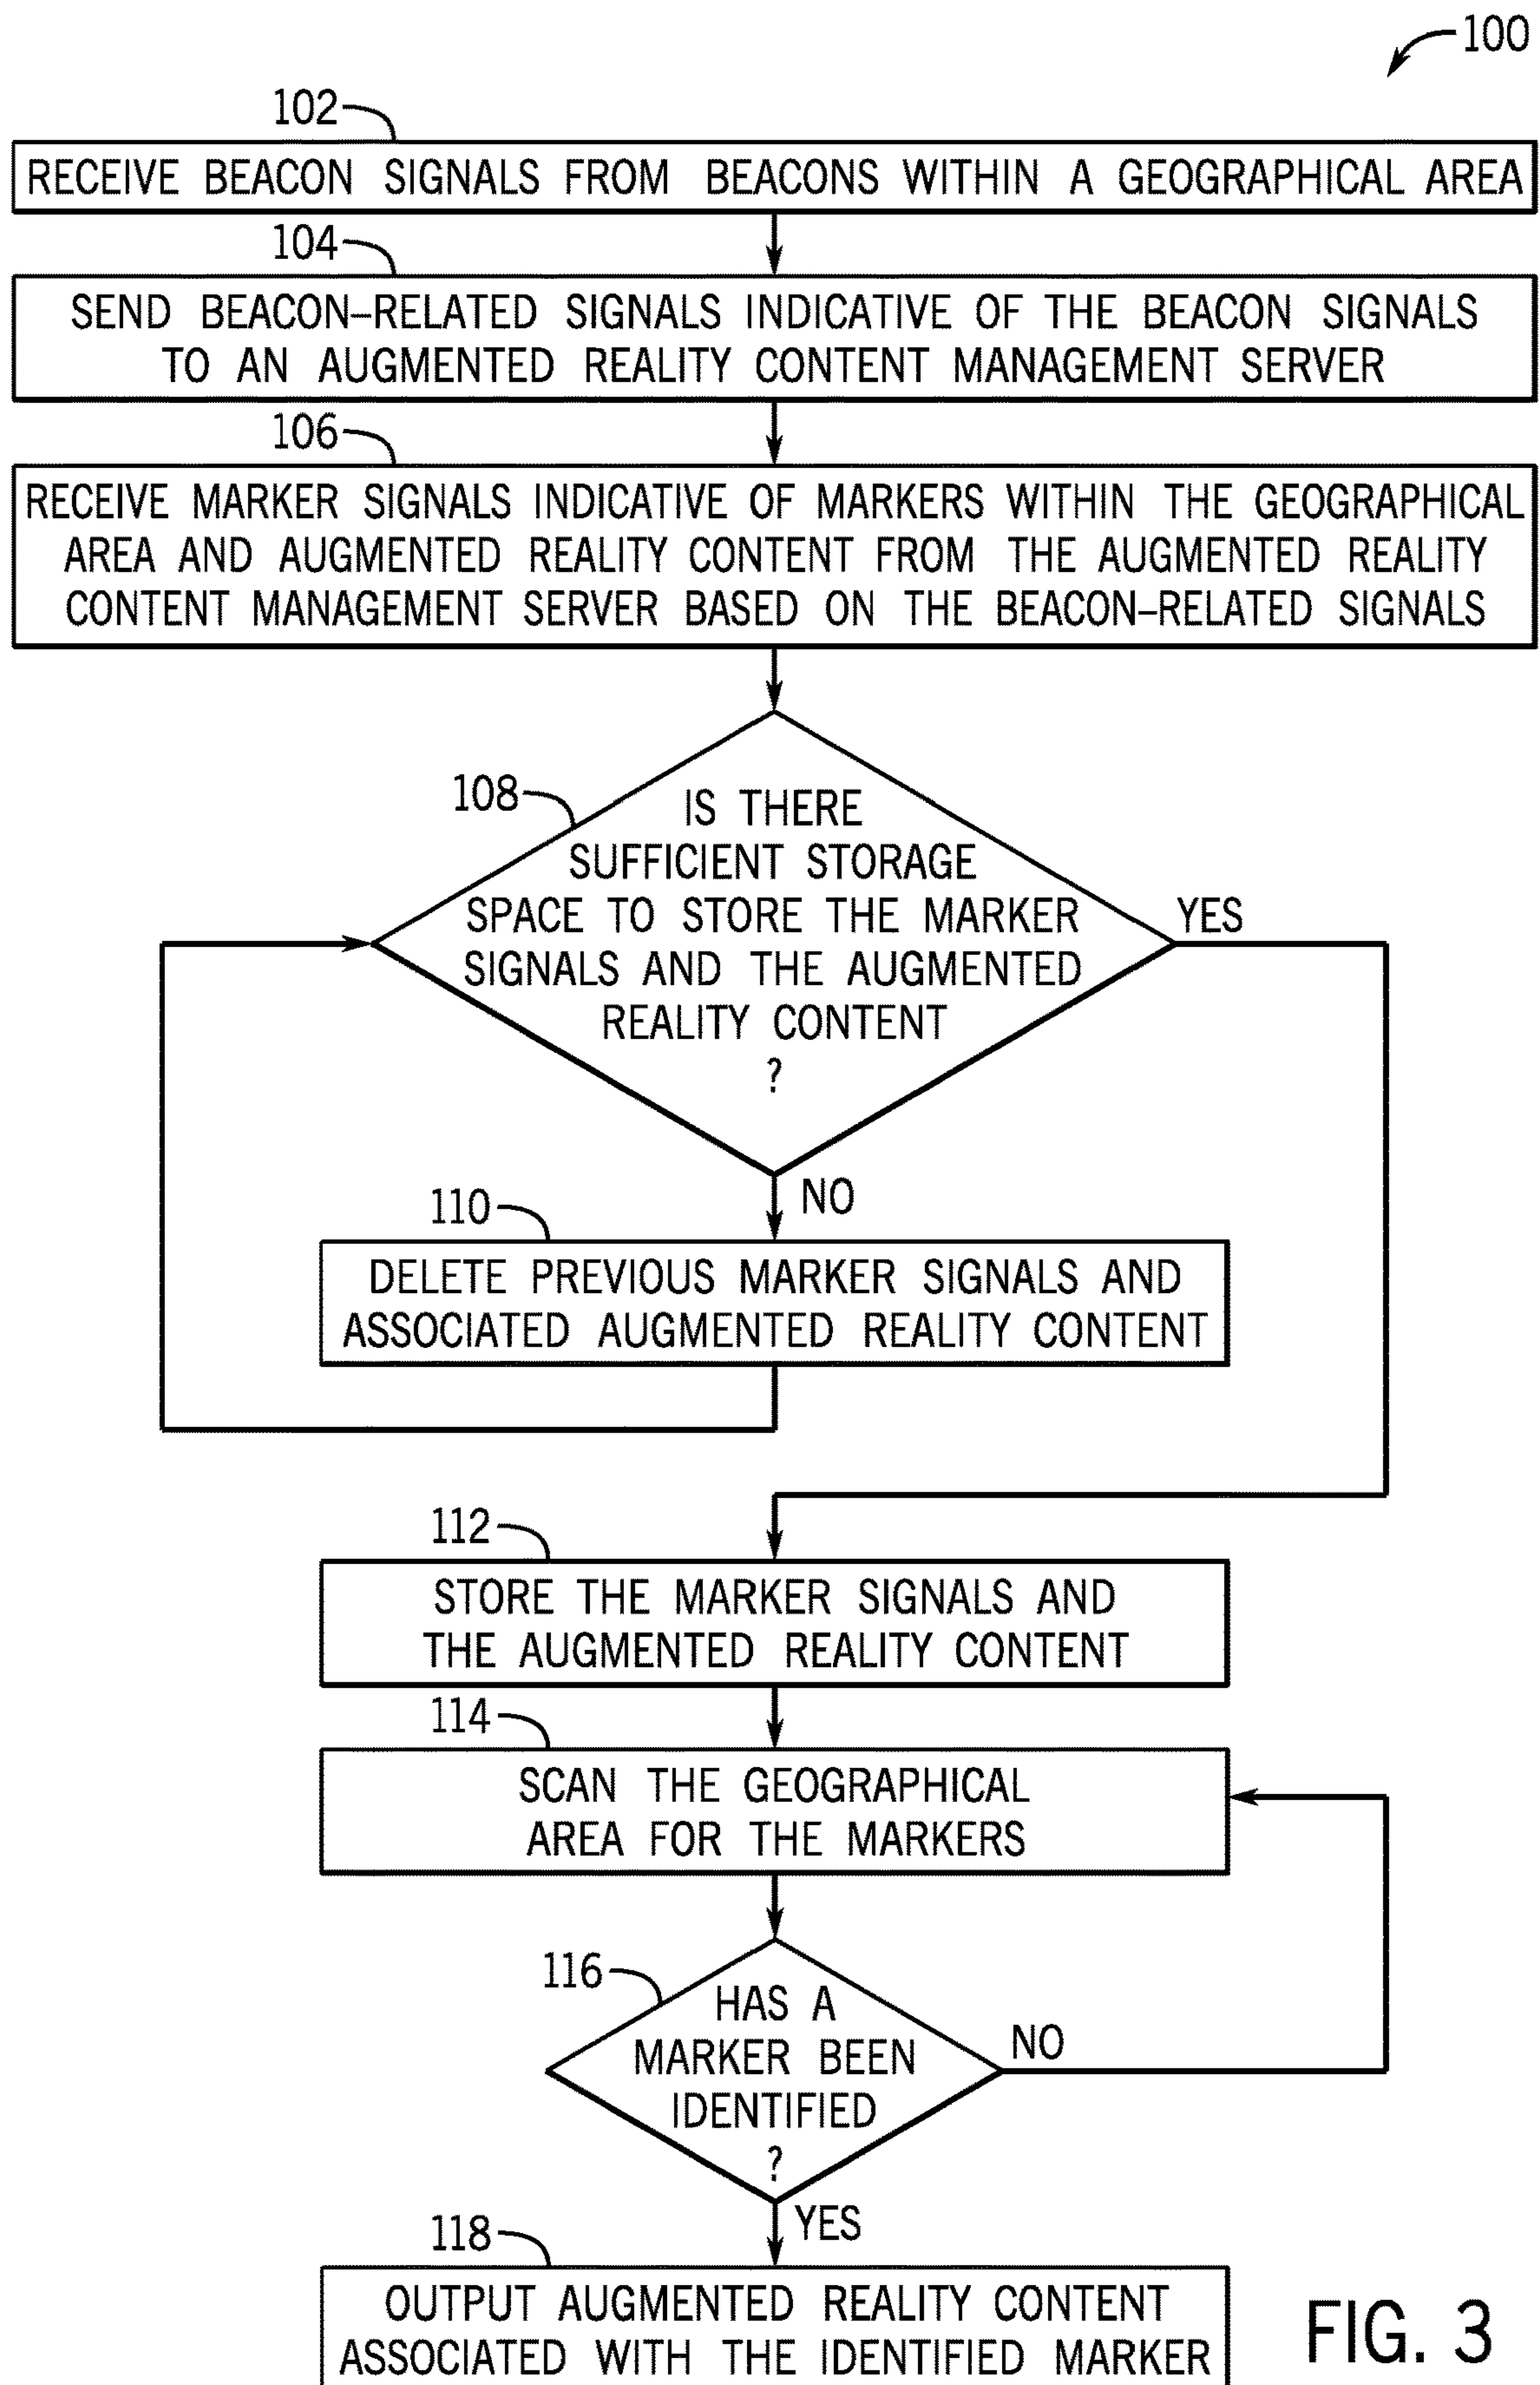 100
102
RECEIVE BEACON SIGNALS FROM BEACONS WITHIN A GEOGRAPHICAL AREA
104
SEND BEACON–RELATED SIGNALS INDICATIVE OF THE BEACON SIGNALS
TO AN AUGMENTED REALITY CONTENT MANAGEMENT SERVER
106
RECEIVE MARKER SIGNALS INDICATIVE OF MARKERS WITHIN THE GEOGRAPHICAL
AREA AND AUGMENTED REALITY CONTENT FROM THE AUGMENTED REALITY
CONTENT MANAGEMENT SERVER BASED ON THE BEACON–RELATED SIGNALS
108
IS THERE
SUFFICIENT STORAGE
SPACE TO STORE THE MARKER
SIGNALS AND THE AUGMENTED
REALITY CONTENT
?
YES
NO
110
DELETE PREVIOUS MARKER SIGNALS AND
ASSOCIATED AUGMENTED REALITY CONTENT
112
STORE THE MARKER SIGNALS AND
THE AUGMENTED REALITY CONTENT
114
SCAN THE GEOGRAPHICAL
AREA FOR THE MARKERS
116
HAS A
MARKER BEEN
IDENTIFIED
?
NO
YES
118
OUTPUT AUGMENTED REALITY CONTENT
ASSOCIATED WITH THE IDENTIFIED MARKER
FIG. 3